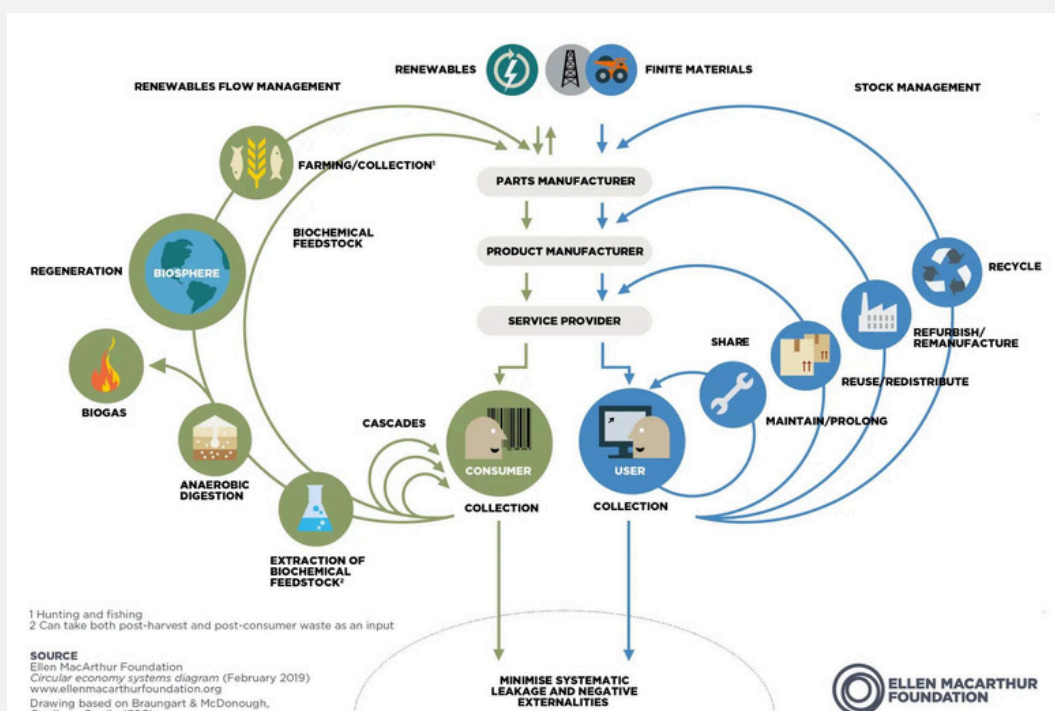 RENEWABLES
FINITE MATERIALS
RENEWABLES FLOW MANAGEMENT
STOCK MANAGEMENT
FARMING/COLLECTION¹
PARTS MANUFACTURER
BIOCHEMICAL
FEEDSTOCK
PRODUCT MANUFACTURER
REGENERATION
BIOSPHERE
RECYCLE
SERVICE PROVIDER
SHARE
REFURBISH/
REMANUFACTURE
REUSE/REDISTRIBUTE
BIOGAS
CASCADES
MAINTAIN/PROLONG
CONSUMER
USER
ANAEROBIC
DIGESTION
COLLECTION
COLLECTION
EXTRACTION OF
BIOCHEMICAL
FEEDSTOCK²
1 Hunting and fishing
2 Can take both post-harvest and post-consumer waste as an input
SOURCE
Ellen MacArthur Foundation
Circular economy systems diagram (February 2019)
www.ellenmacarthurfoundation.org
Drawing based on Braungart & McDonough,
MINIMISE SYSTEMATIC
LEAKAGE AND NEGATIVE
EXTERNALITIES
ELLEN MACARTHUR
FOUNDATION